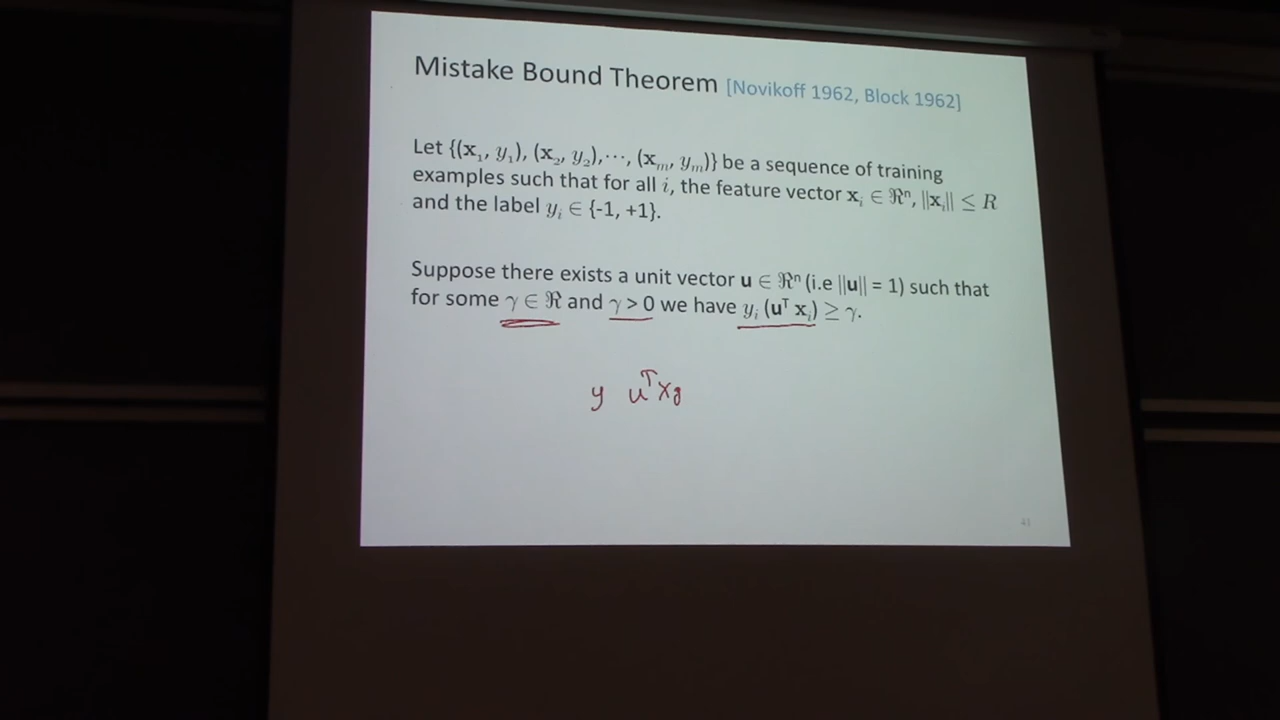 Mistake Bound Theorem [Novikoff 1962, Block 1962]
Let {(x₁, y₁), (x₂, y₂),⋯, (xₘ, yₘ)} be a sequence of training
examples such that for all i, the feature vector xᵢ ∈ ℜⁿ, ||xᵢ|| ≤ R
and the label yᵢ ∈ {-1, +1}.
Suppose there exists a unit vector u ∈ ℜⁿ (i.e ||u|| = 1) such that
for some γ ∈ ℜ and γ > 0 we have yᵢ (uᵀ xᵢ) ≥ γ.
y uᵀx